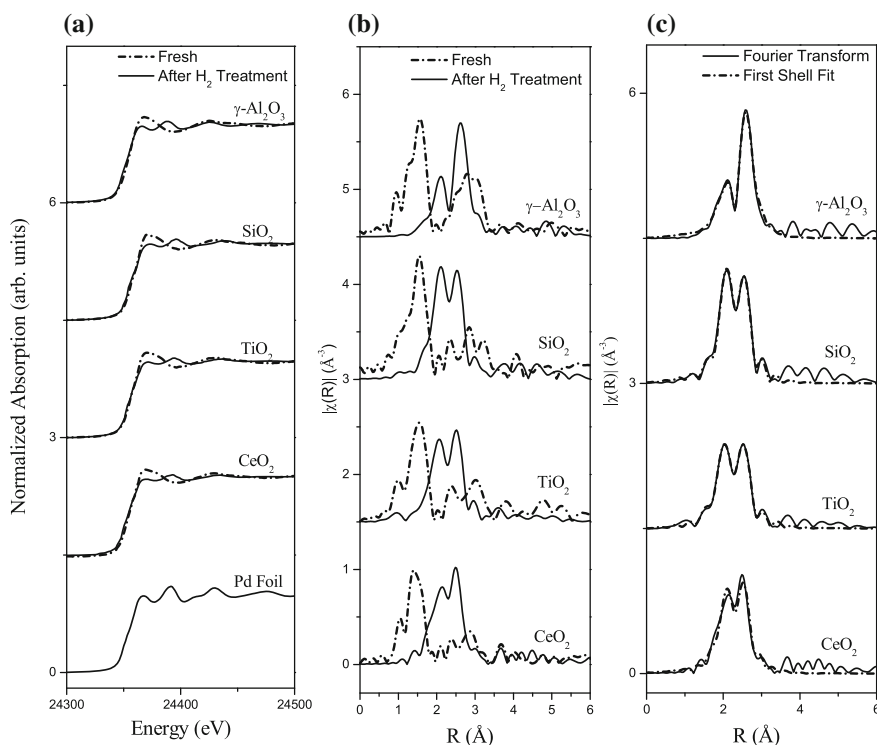 (a)
Fresh
After H₂ Treatment
γ-Al₂O₃
6
SiO₂
TiO₂
3
CeO₂
Pd Foil
0
24300
24400
24500
Energy (eV)
Normalized Absorption (arb. units)
(b)
Fresh
After H₂ Treatment
6
γ–Al₂O₃
5
4
SiO₂
3
TiO₂
2
1
CeO₂
0
0
1
2
3
4
5
6
R (Å)
|χ(R)| (Å⁻³)
(c)
Fourier Transform
First Shell Fit
6
γ-Al₂O₃
SiO₂
3
TiO₂
CeO₂
0
0
2
4
6
R (Å)
|χ(R)| (Å⁻³)